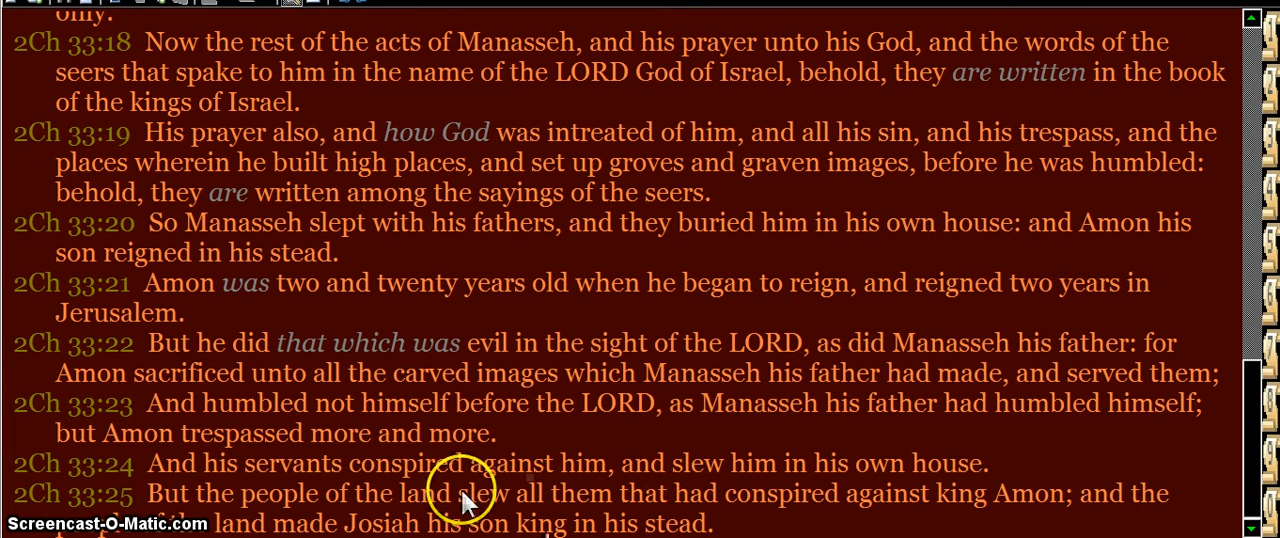 only.
2Ch 33:18 Now the rest of the acts of Manasseh, and his prayer unto his God, and the words of the
seers that spake to him in the name of the LORD God of Israel, behold, they are written in the book
of the kings of Israel.
2Ch 33:19 His prayer also, and how God was intreated of him, and all his sin, and his trespass, and the
places wherein he built high places, and set up groves and graven images, before he was humbled:
behold, they are written among the sayings of the seers.
2Ch 33:20 So Manasseh slept with his fathers, and they buried him in his own house: and Amon his
son reigned in his stead.
2Ch 33:21 Amon was two and twenty years old when he began to reign, and reigned two years in
Jerusalem.
2Ch 33:22 But he did that which was evil in the sight of the LORD, as did Manasseh his father: for
Amon sacrificed unto all the carved images which Manasseh his father had made, and served them;
2Ch 33:23 And humbled not himself before the LORD, as Manasseh his father had humbled himself;
but Amon trespassed more and more.
2Ch 33:24 And his servants conspired against him, and slew him in his own house.
2Ch 33:25 But the people of the land slew all them that had conspired against king Amon; and the
land made Josiah his son king in his stead.
Screencast-O-Matic.com